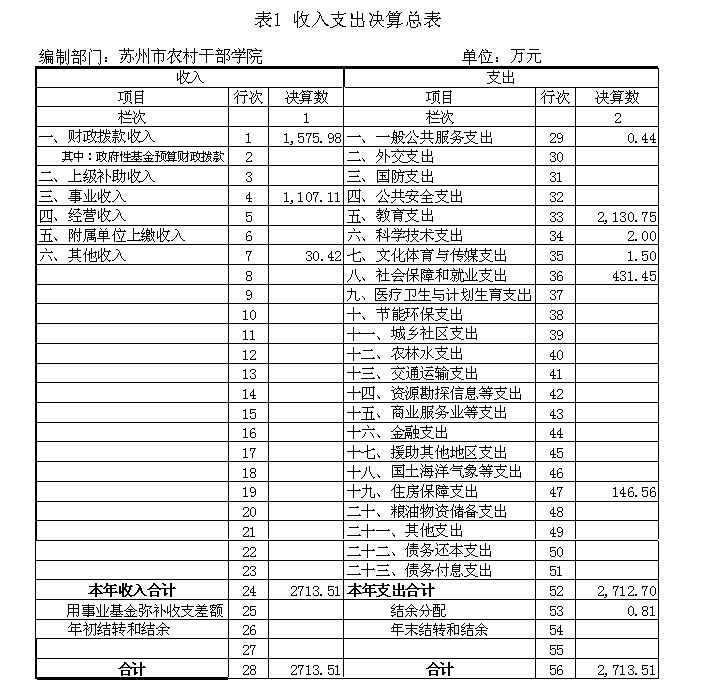 表1 收入支出决算总表
编制部门：苏州市农村干部学院 单位：万元
收入 支出
项目 行次 决算数 项目 行次 决算数
栏次 1 栏次 2
一、财政拨款收入 1 1,575.98 一、一般公共服务支出 29 0.44
其中：政府性基金预算财政拨款 2 二、外交支出 30
二、上级补助收入 3 三、国防支出 31
三、事业收入 4 1,107.11 四、公共安全支出 32
四、经营收入 5 五、教育支出 33 2,130.75
五、附属单位上缴收入 6 六、科学技术支出 34 2.00
六、其他收入 7 30.42 七、文化体育与传媒支出 35 1.50
8 八、社会保障和就业支出 36 431.45
9 九、医疗卫生与计划生育支出 37
10 十、节能环保支出 38
11 十一、城乡社区支出 39
12 十二、农林水支出 40
13 十三、交通运输支出 41
14 十四、资源勘探信息等支出 42
15 十五、商业服务业等支出 43
16 十六、金融支出 44
17 十七、援助其他地区支出 45
18 十八、国土海洋气象等支出 46
19 十九、住房保障支出 47 146.56
20 二十、粮油物资储备支出 48
21 二十一、其他支出 49
22 二十二、债务还本支出 50
23 二十三、债务付息支出 51
本年收入合计 24 2713.51 本年支出合计 52 2,712.70
用事业基金弥补收支差额 25 结余分配 53 0.81
年初结转和结余 26 年末结转和结余 54
27 55
合计 28 2713.51 合计 56 2,713.51